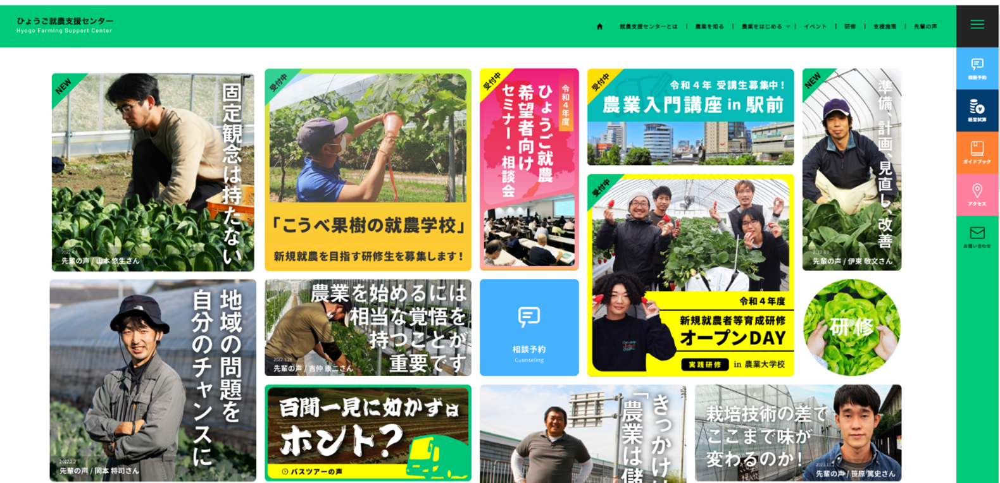 ひょうご就農支援センター
Hyogo Farming Support Center
就農支援センターとは
農業を知る
農業をはじめる
イベント
研修
支援施策
先輩の声
相談予約
経営試算
ガイドブック
アクセス
お問い合わせ
NEW
固定観念は持たない
先輩の声 / 山本 悠生さん
受付中
「こうべ果樹の就農学校」
新規就農を目指す研修生を募集します！
受付中
令和４年度
ひょうご就農
希望者向け
セミナー・相談会
受付中
令和４年 受講生募集中！
農業入門講座 in 駅前
NEW
準備、計画、見直し、改善
2022.3.7
先輩の声 / 伊東 敬文さん
受付中
令和４年度
新規就農者等育成研修
オープンDAY
実践研修 in 農業大学校
地域の問題を
自分のチャンスに
2022.2.2
先輩の声 / 岡本 将司さん
農業を始めるには
相当な覚悟を
持つことが
重要です
2022.1.26
先輩の声 / 吉仲 康二さん
相談予約
Counseling
研修
百聞一見に如かずは
ホント？
バスツアーの声
きっかけは
「農業は儲
栽培技術の差で
ここまで味が
変わるのか！
2021.11.2
先輩の声 / 笹原 篤史さん